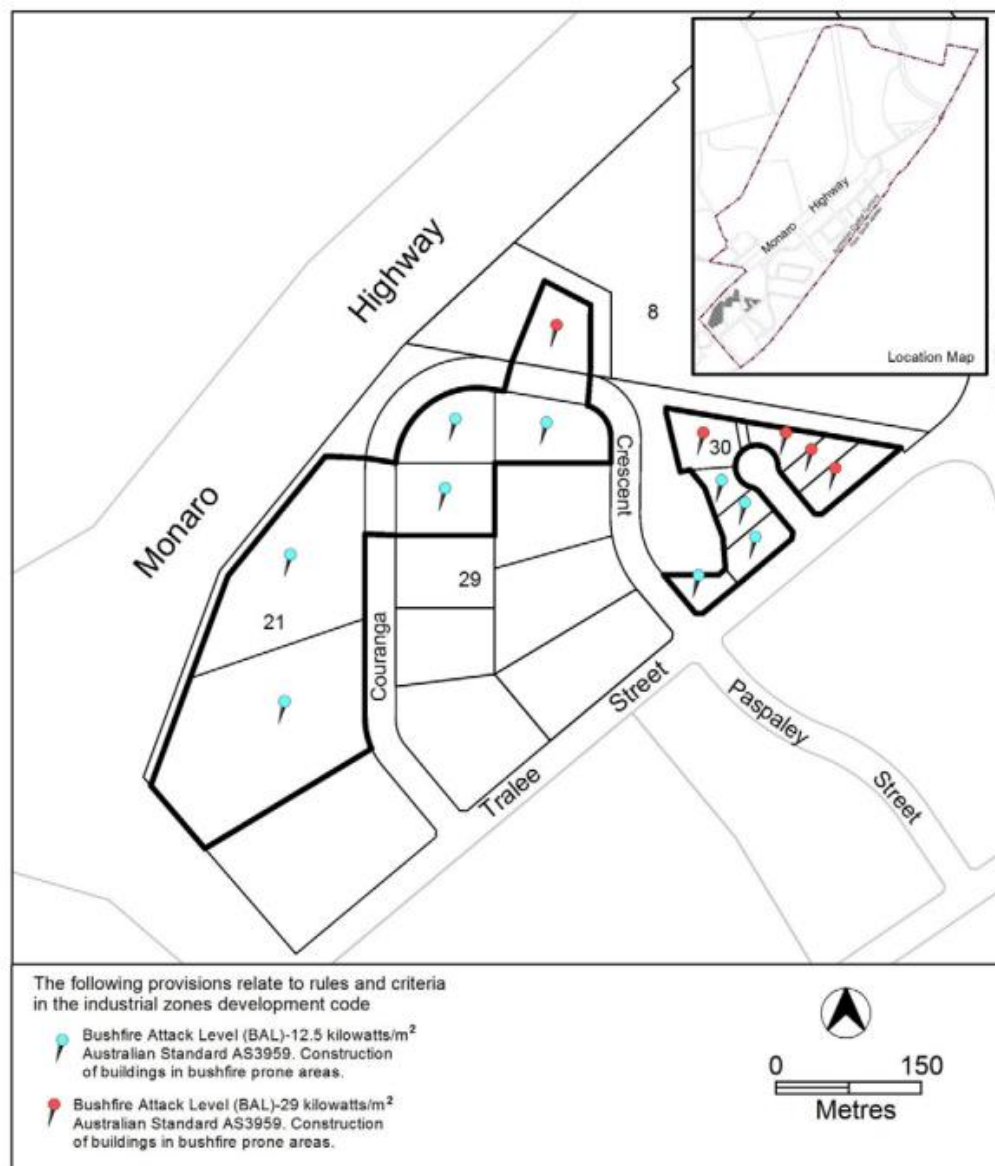 Monaro
Highway
Location Map
Monaro
Highway
8
30
Crescent
29
21
Couranga
Tralee
Street
Paspaley
Street
The following provisions relate to rules and criteria
in the industrial zones development code
Bushfire Attack Level (BAL)-12.5 kilowatts/m²
Australian Standard AS3959. Construction
of buildings in bushfire prone areas.
Bushfire Attack Level (BAL)-29 kilowatts/m²
Australian Standard AS3959. Construction
of buildings in bushfire prone areas.
0 150
Metres